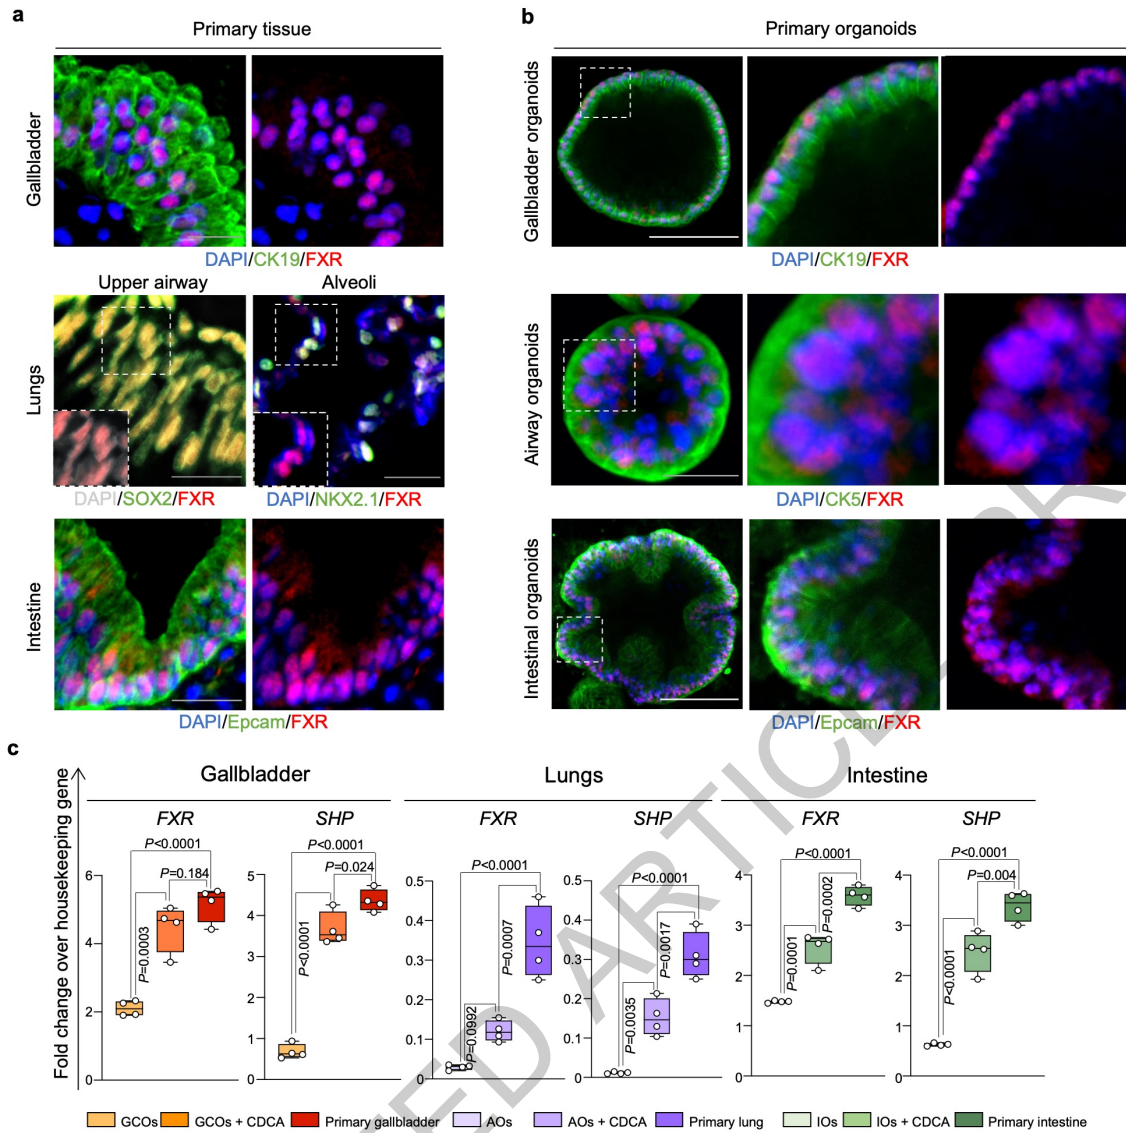 a
Primary tissue
Gallbladder
DAPI/CK19/FXR
Upper airway
Alveoli
Lungs
DAPI/SOX2/FXR
DAPI/NKX2.1/FXR
Intestine
DAPI/Epcam/FXR
b
Primary organoids
Gallbladder organoids
DAPI/CK19/FXR
Airway organoids
DAPI/CK5/FXR
Intestinal organoids
DAPI/Epcam/FXR
c
Fold change over housekeeping gene
Gallbladder
FXR
P<0.0001
P=0.184
P=0.0003
6
4
2
0
SHP
P<0.0001
P=0.024
P<0.0001
5
4
3
2
1
0
Lungs
FXR
P<0.0001
P=0.0007
P=0.0992
0.5
0.4
0.3
0.2
0.1
0
SHP
P<0.0001
P=0.0017
P=0.0035
0.5
0.4
0.3
0.2
0.1
0
Intestine
FXR
P<0.0001
P=0.0002
P=0.0001
4
3
2
1
0
SHP
P<0.0001
P=0.004
P<0.0001
4
3
2
1
0
GCOs
GCOs + CDCA
Primary gallbladder
AOs
AOs + CDCA
Primary lung
IOs
IOs + CDCA
Primary intestine
ARTICLE